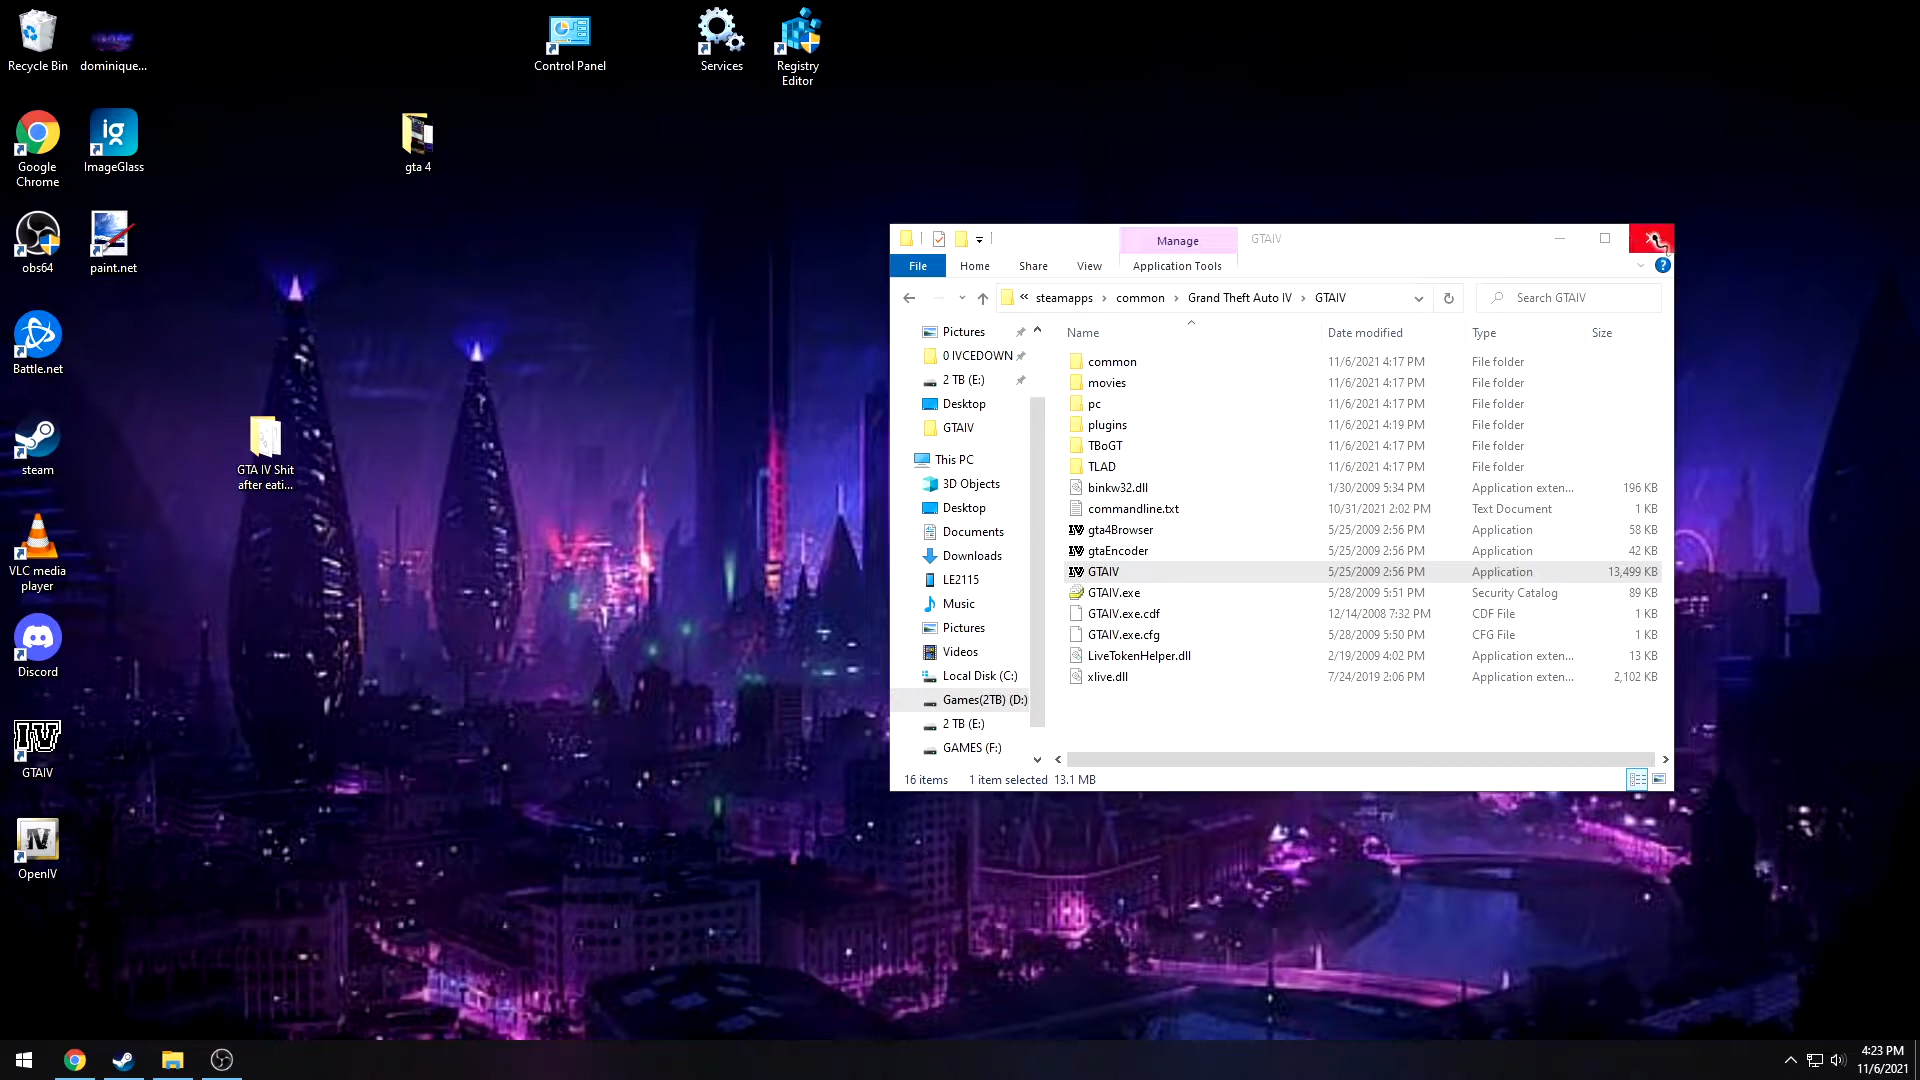 Recycle Bin
dominique...
Control Panel
Services
Registry
Editor
Google
Chrome
ig
ImageGlass
gta 4
obs64
paint.net
Battle.net
steam
GTA IV Shit
after eati...
VLC media
player
Discord
IV
GTAIV
IV
OpenIV
Manage
GTAIV
File
Home
Share
View
Application Tools
?
« steamapps › common › Grand Theft Auto IV › GTAIV
Search GTAIV
Pictures
0 IVCEDOWN
2 TB (E:)
Desktop
GTAIV
This PC
3D Objects
Desktop
Documents
Downloads
LE2115
Music
Pictures
Videos
Local Disk (C:)
Games(2TB) (D:)
2 TB (E:)
GAMES (F:)
Name Date modified Type Size
common 11/6/2021 4:17 PM File folder
movies 11/6/2021 4:17 PM File folder
pc 11/6/2021 4:17 PM File folder
plugins 11/6/2021 4:19 PM File folder
TBoGT 11/6/2021 4:17 PM File folder
TLAD 11/6/2021 4:17 PM File folder
binkw32.dll 1/30/2009 5:34 PM Application exten... 196 KB
commandline.txt 10/31/2021 2:02 PM Text Document 1 KB
IV gta4Browser 5/25/2009 2:56 PM Application 58 KB
IV gtaEncoder 5/25/2009 2:56 PM Application 42 KB
IV GTAIV 5/25/2009 2:56 PM Application 13,499 KB
GTAIV.exe 5/28/2009 5:51 PM Security Catalog 89 KB
GTAIV.exe.cdf 12/14/2008 7:32 PM CDF File 1 KB
GTAIV.exe.cfg 5/28/2009 5:50 PM CFG File 1 KB
LiveTokenHelper.dll 2/19/2009 4:02 PM Application exten... 13 KB
xlive.dll 7/24/2019 2:06 PM Application exten... 2,102 KB
16 items 1 item selected 13.1 MB
4:23 PM
11/6/2021